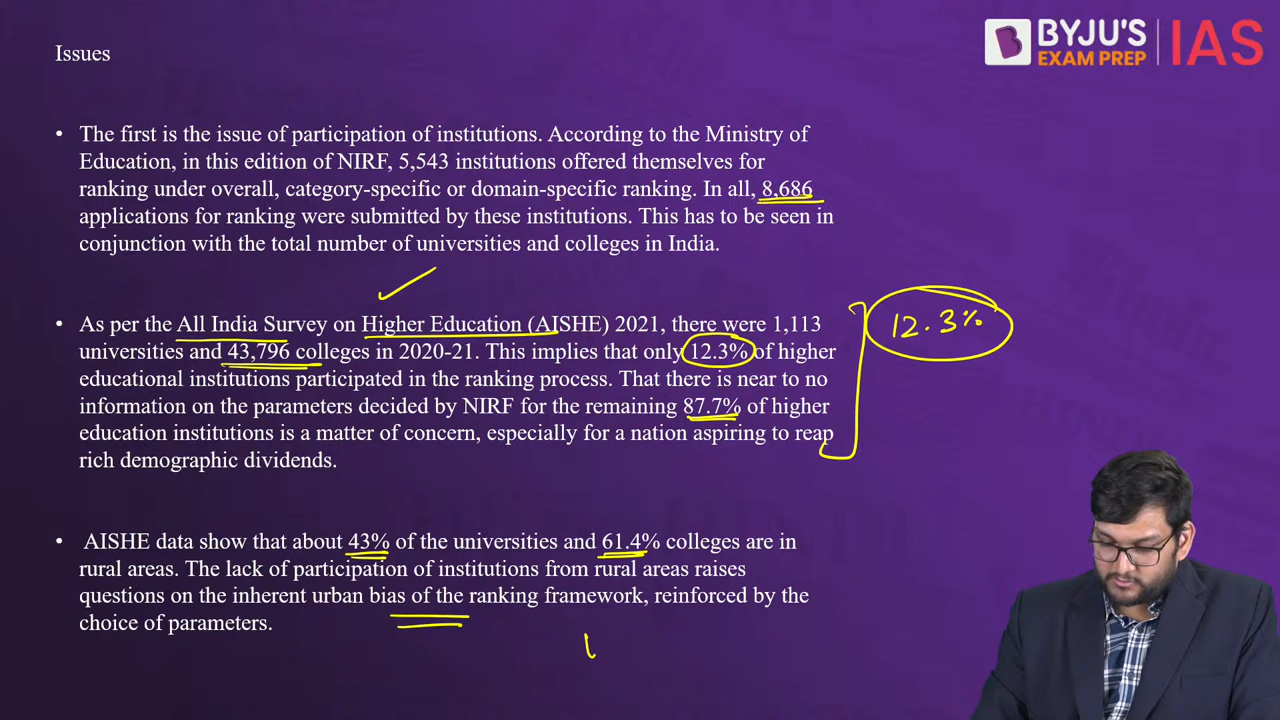 BYJU'S
EXAM PREP
IAS
Issues
• The first is the issue of participation of institutions. According to the Ministry of
Education, in this edition of NIRF, 5,543 institutions offered themselves for
ranking under overall, category-specific or domain-specific ranking. In all, 8,686
applications for ranking were submitted by these institutions. This has to be seen in
conjunction with the total number of universities and colleges in India.
• As per the All India Survey on Higher Education (AISHE) 2021, there were 1,113
universities and 43,796 colleges in 2020-21. This implies that only 12.3% of higher
educational institutions participated in the ranking process. That there is near to no
information on the parameters decided by NIRF for the remaining 87.7% of higher
education institutions is a matter of concern, especially for a nation aspiring to reap
rich demographic dividends.
12.3%
• AISHE data show that about 43% of the universities and 61.4% colleges are in
rural areas. The lack of participation of institutions from rural areas raises
questions on the inherent urban bias of the ranking framework, reinforced by the
choice of parameters.